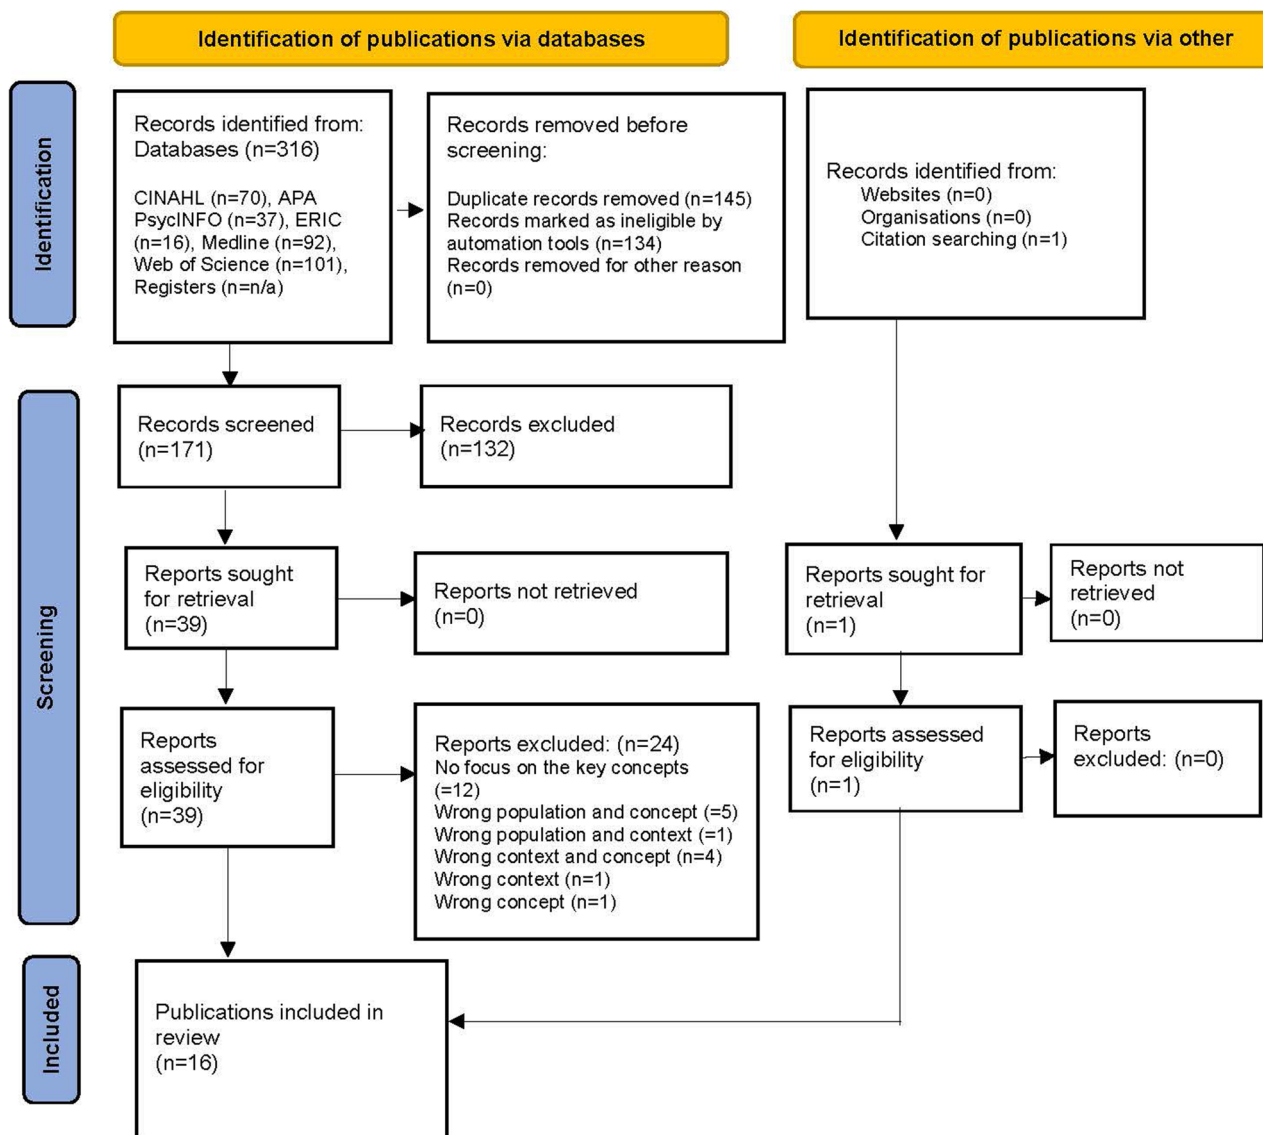 Identification of publications via databases
Identification of publications via other
Identification
Records identified from:
Databases (n=316)
CINAHL (n=70), APA
PsycINFO (n=37), ERIC
(n=16), Medline (n=92),
Web of Science (n=101),
Registers (n=n/a)
Records removed before
screening:
Duplicate records removed (n=145)
Records marked as ineligible by
automation tools (n=134)
Records removed for other reason
(n=0)
Records identified from:
Websites (n=0)
Organisations (n=0)
Citation searching (n=1)
Screening
Records screened
(n=171)
Records excluded
(n=132)
Reports sought
for retrieval
(n=39)
Reports not retrieved
(n=0)
Reports sought for
retrieval
(n=1)
Reports not
retrieved
(n=0)
Reports
assessed for
eligibility
(n=39)
Reports excluded: (n=24)
No focus on the key concepts
(=12)
Wrong population and concept (=5)
Wrong population and context (=1)
Wrong context and concept (n=4)
Wrong context (n=1)
Wrong concept (n=1)
Reports assessed
for eligibility
(n=1)
Reports
excluded: (n=0)
Included
Publications included in
review
(n=16)